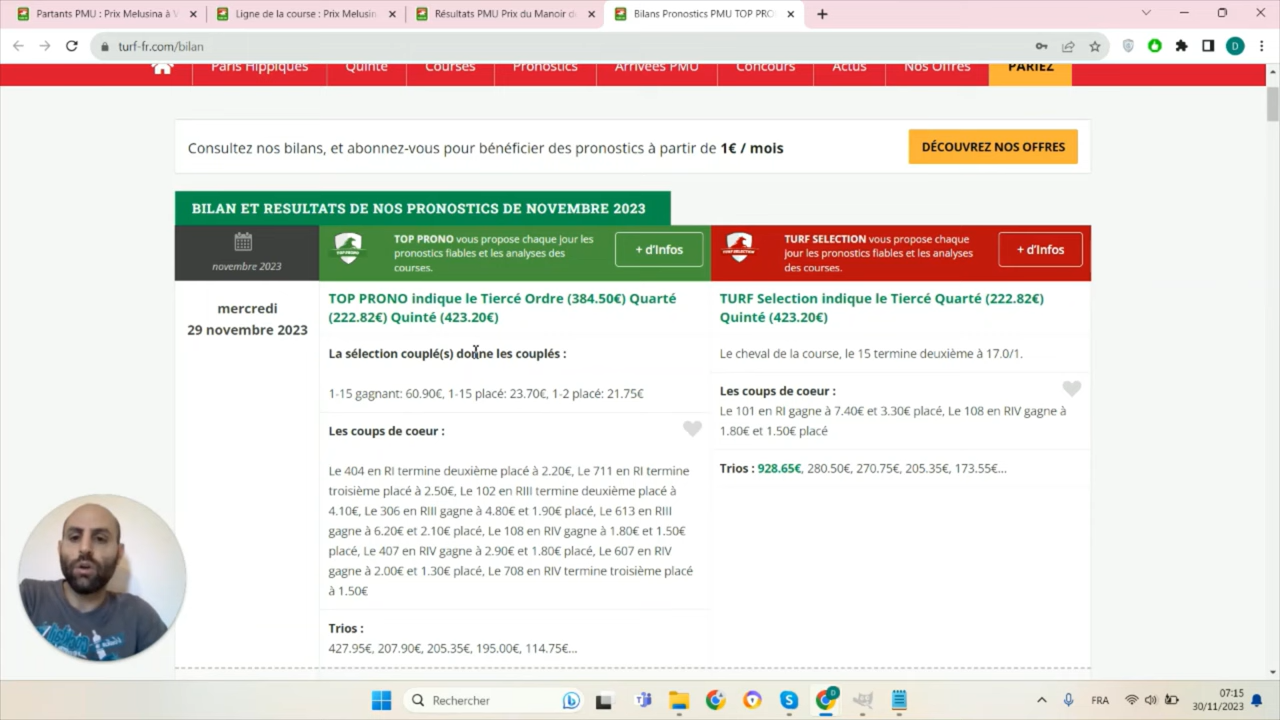 Partants PMU : Prix Melusina à V
Ligne de la course : Prix Melusin
Résultats PMU Prix du Manoir de
Bilans Pronostics PMU TOP PRO
turf-fr.com/bilan
D
Paris Hippiques
Quinté
Courses
Pronostics
Arrivées PMU
Concours
Actus
Nos Offres
PARIEZ
Consultez nos bilans, et abonnez-vous pour bénéficier des pronostics à partir de 1€ / mois
DÉCOUVREZ NOS OFFRES
BILAN ET RESULTATS DE NOS PRONOSTICS DE NOVEMBRE 2023
novembre 2023
TOP PRONO
TOP PRONO vous propose chaque jour les
pronostics fiables et les analyses des
courses.
+ d'Infos
TURF SELECTION
TURF SELECTION vous propose chaque
jour les pronostics fiables et les analyses
des courses.
+ d'Infos
mercredi
29 novembre 2023
TOP PRONO indique le Tiercé Ordre (384.50€) Quarté
(222.82€) Quinté (423.20€)
La sélection couplé(s) donne les couplés :
1-15 gagnant: 60.90€, 1-15 placé: 23.70€, 1-2 placé: 21.75€
Les coups de coeur :
Le 404 en RI termine deuxième placé à 2.20€, Le 711 en RI termine
troisième placé à 2.50€, Le 102 en RIII termine deuxième placé à
4.10€, Le 306 en RIII gagne à 4.80€ et 1.90€ placé, Le 613 en RIII
gagne à 6.20€ et 2.10€ placé, Le 108 en RIV gagne à 1.80€ et 1.50€
placé, Le 407 en RIV gagne à 2.90€ et 1.80€ placé, Le 607 en RIV
gagne à 2.00€ et 1.30€ placé, Le 708 en RIV termine troisième placé
à 1.50€
Trios :
427.95€, 207.90€, 205.35€, 195.00€, 114.75€...
TURF Selection indique le Tiercé Quarté (222.82€)
Quinté (423.20€)
Le cheval de la course, le 15 termine deuxième à 17.0/1.
Les coups de coeur :
Le 101 en RI gagne à 7.40€ et 3.30€ placé, Le 108 en RIV gagne à
1.80€ et 1.50€ placé
Trios : 928.65€, 280.50€, 270.75€, 205.35€, 173.55€...
Rechercher
FRA
07:15
30/11/2023